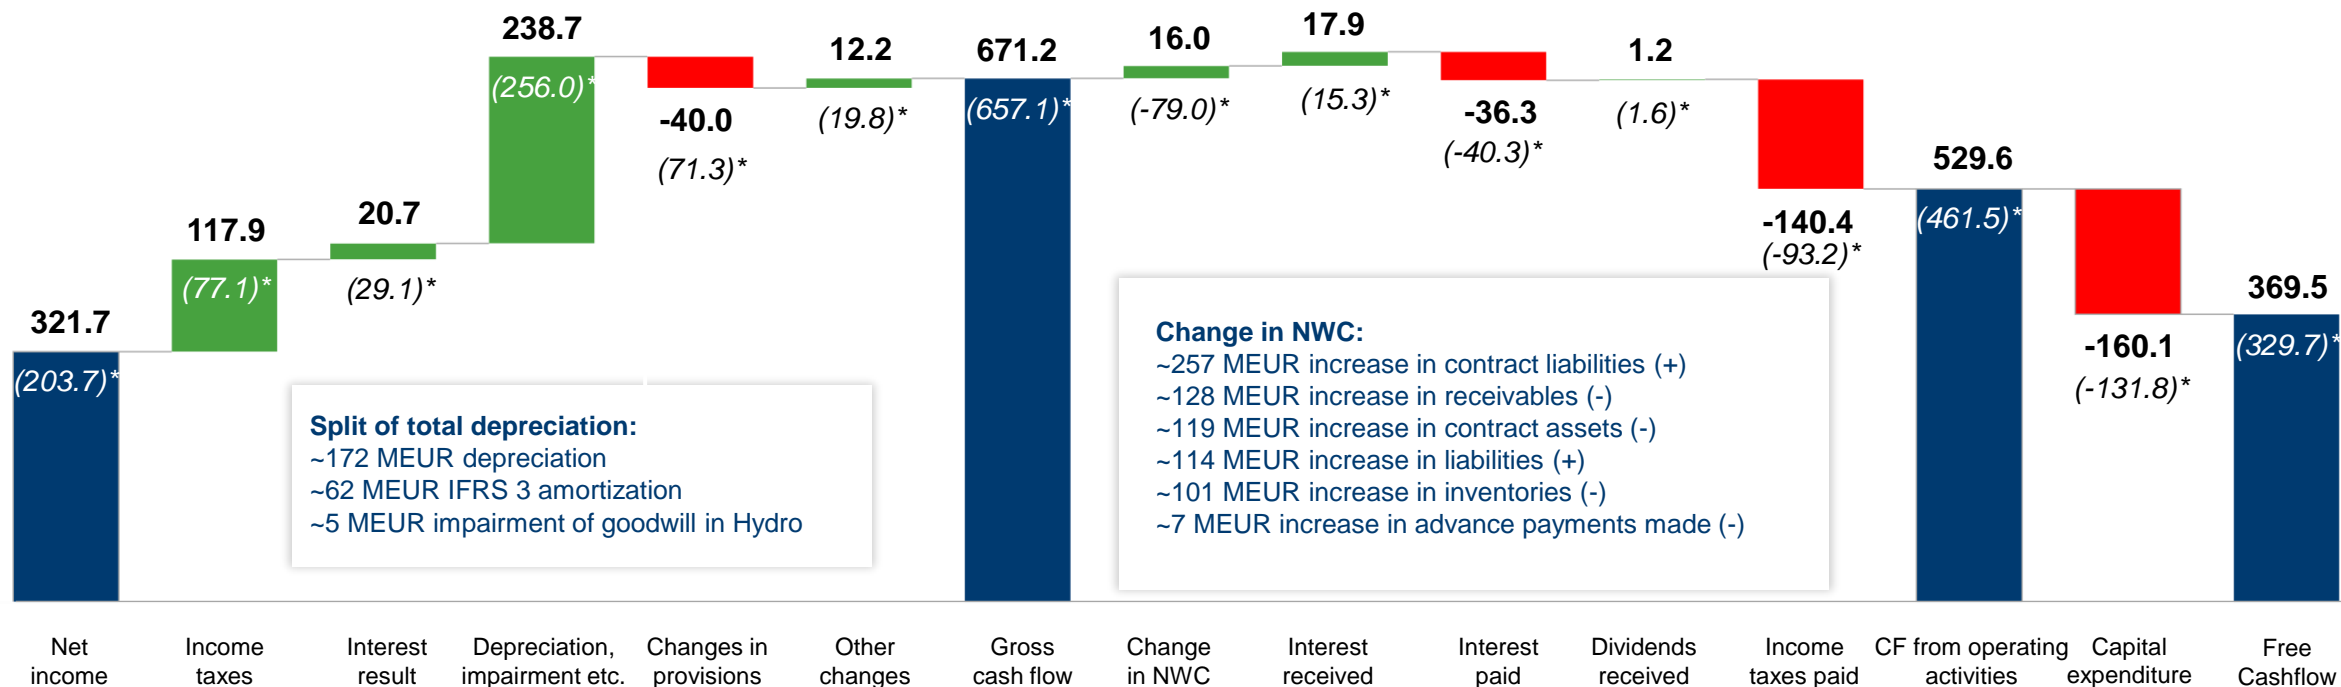 321.7
(203.7)*
117.9
(77.1)*
20.7
(29.1)*
238.7
(256.0)*
-40.0
(71.3)*
12.2
(19.8)*
671.2
(657.1)*
16.0
(-79.0)*
17.9
(15.3)*
-36.3
(-40.3)*
1.2
(1.6)*
-140.4
(-93.2)*
529.6
(461.5)*
-160.1
(-131.8)*
369.5
(329.7)*
Split of total depreciation:
~172 MEUR depreciation
~62 MEUR IFRS 3 amortization
~5 MEUR impairment of goodwill in Hydro
Change in NWC:
~257 MEUR increase in contract liabilities (+)
~128 MEUR increase in receivables (-)
~119 MEUR increase in contract assets (-)
~114 MEUR increase in liabilities (+)
~101 MEUR increase in inventories (-)
~7 MEUR increase in advance payments made (-)
Net
income
Income
taxes
Interest
result
Depreciation,
impairment etc.
Changes in
provisions
Other
changes
Gross
cash flow
Change
in NWC
Interest
received
Interest
paid
Dividends
received
Income
taxes paid
CF from operating
activities
Capital
expenditure
Free
Cashflow